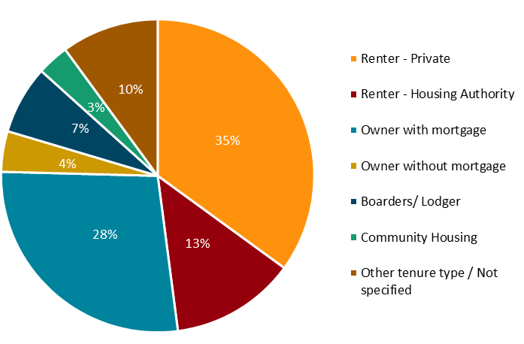 35%
13%
28%
4%
7%
3%
10%
Renter - Private
Renter - Housing Authority
Owner with mortgage
Owner without mortgage
Boarders/ Lodger
Community Housing
Other tenure type / Not
specified